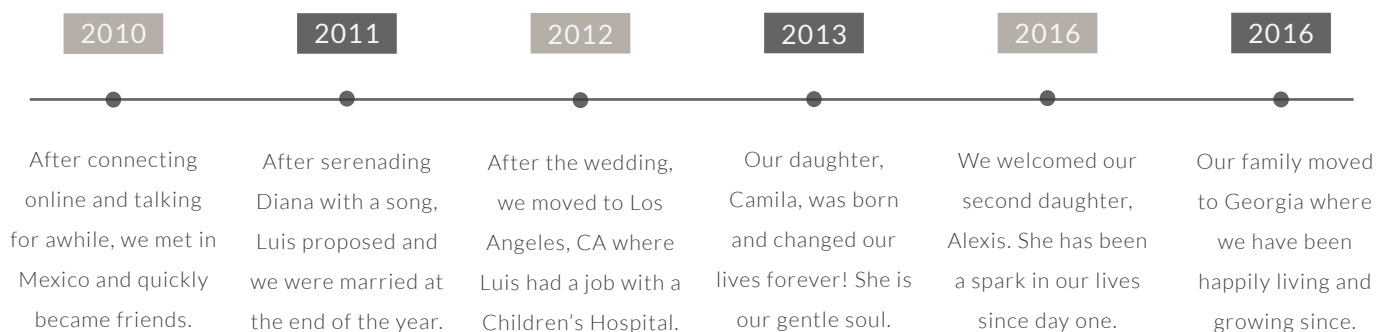 2010
After connecting
online and talking
for awhile, we met in
Mexico and quickly
became friends.
2011
After serenading
Diana with a song,
Luis proposed and
we were married at
the end of the year.
2012
After the wedding,
we moved to Los
Angeles, CA where
Luis had a job with a
Children’s Hospital.
2013
Our daughter,
Camila, was born
and changed our
lives forever! She is
our gentle soul.
2016
We welcomed our
second daughter,
Alexis. She has been
a spark in our lives
since day one.
2016
Our family moved
to Georgia where
we have been
happily living and
growing since.